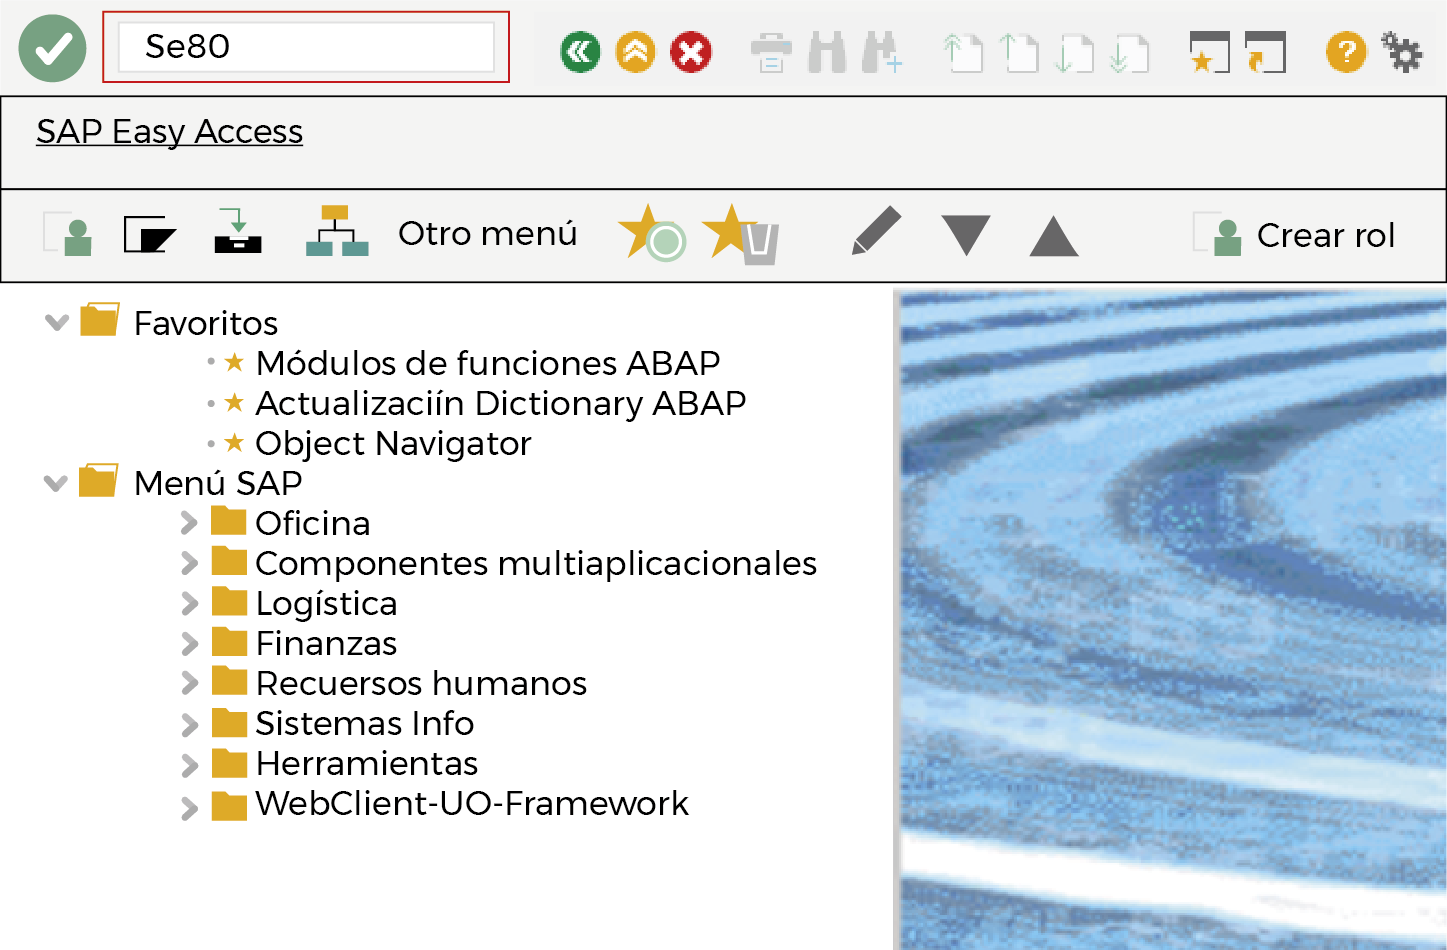 Se80
SAP Easy Access
Otro menú
Crear rol
Favoritos
Módulos de funciones ABAP
Actualizaciín Dictionary ABAP
Object Navigator
Menú SAP
Oficina
Componentes multiaplicacionales
Logística
Finanzas
Recuersos humanos
Sistemas Info
Herramientas
WebClient-UO-Framework